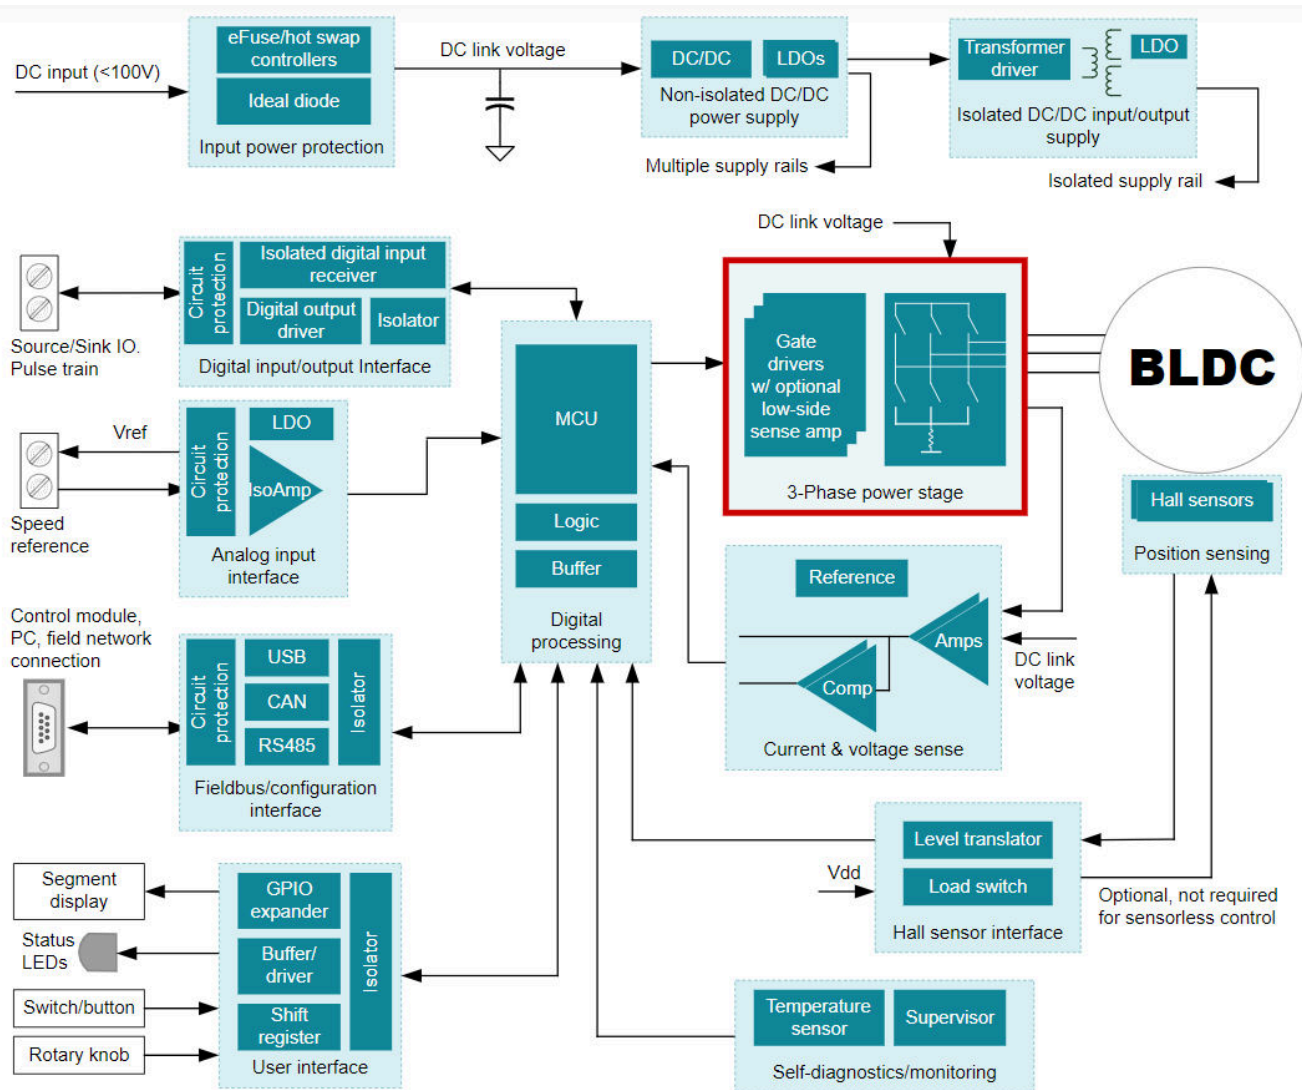 DC input (<100V)
eFuse/hot swap
controllers
Ideal diode
Input power protection
DC link voltage
DC/DC
LDOs
Non-isolated DC/DC
power supply
Multiple supply rails
Transformer
driver
LDO
Isolated DC/DC input/output
supply
Isolated supply rail
Source/Sink IO.
Pulse train
Circuit
protection
Isolated digital input
receiver
Digital output
driver
Isolator
Digital input/output Interface
Vref
Speed
reference
Circuit
protection
LDO
IsoAmp
Analog input
interface
MCU
Logic
Buffer
Digital
processing
DC link voltage
Gate
drivers
w/ optional
low-side
sense amp
3-Phase power stage
BLDC
Hall sensors
Position sensing
Reference
Amps
Comp
DC link
voltage
Current & voltage sense
Control module,
PC, field network
connection
Circuit
protection
USB
CAN
RS485
Isolator
Fieldbus/configuration
interface
Level translator
Load switch
Vdd
Hall sensor interface
Optional, not required
for sensorless control
Segment
display
Status
LEDs
Switch/button
Rotary knob
GPIO
expander
Buffer/
driver
Shift
register
Isolator
User interface
Temperature
sensor
Supervisor
Self-diagnostics/monitoring